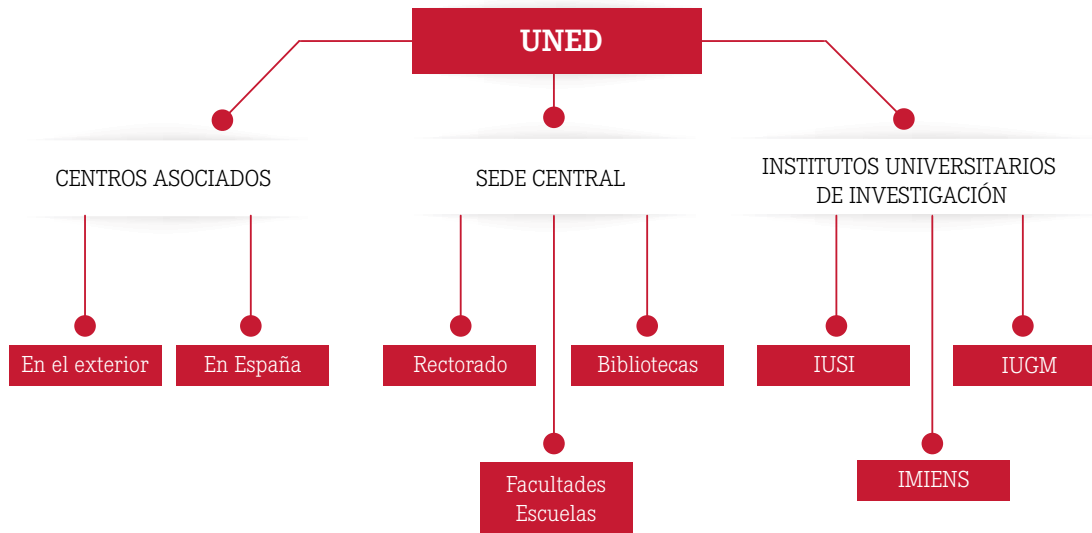 UNED
CENTROS ASOCIADOS
SEDE CENTRAL
INSTITUTOS UNIVERSITARIOS
DE INVESTIGACIÓN
En el exterior
En España
Rectorado
Bibliotecas
IUSI
IUGM
Facultades
Escuelas
IMIENS